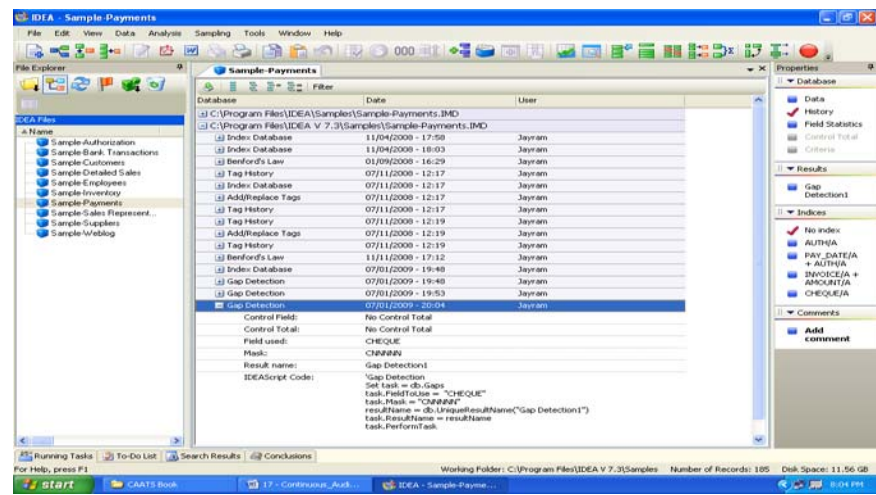 IDEA - Sample-Payments
File Edit View Data Analysis Sampling Tools Window Help
000
File Explorer
IDEA Files
Name
Sample-Authorization
Sample-Bank Transactions
Sample-Customers
Sample-Detailed Sales
Sample-Employees
Sample-Inventory
Sample-Payments
Sample-Sales Represent...
Sample-Suppliers
Sample-Weblog
Sample-Payments
Filter
Database Date User
C:\Program Files\IDEA\Samples\Sample-Payments.IMD
C:\Program Files\IDEA V 7.3\Samples\Sample-Payments.IMD
Index Database 11/04/2008 - 17:58 Jayram
Index Database 11/04/2008 - 18:03 Jayram
Benford's Law 01/09/2008 - 16:29 Jayram
Tag History 07/11/2008 - 12:17 Jayram
Index Database 07/11/2008 - 12:17 Jayram
Add/Replace Tags 07/11/2008 - 12:17 Jayram
Tag History 07/11/2008 - 12:17 Jayram
Tag History 07/11/2008 - 12:19 Jayram
Add/Replace Tags 07/11/2008 - 12:19 Jayram
Tag History 07/11/2008 - 12:19 Jayram
Benford's Law 11/11/2008 - 17:12 Jayram
Index Database 07/01/2009 - 19:48 Jayram
Gap Detection 07/01/2009 - 19:48 Jayram
Gap Detection 07/01/2009 - 19:53 Jayram
Gap Detection 07/01/2009 - 20:04 Jayram
Control Field: No Control Total
Control Total: No Control Total
Field used: CHEQUE
Mask: CNNNNN
Result name: Gap Detection1
IDEAScript Code: 'Gap Detection
Set task = db.Gaps
task.FieldToUse = "CHEQUE"
task.Mask = "CNNNNN"
resultName = db.UniqueResultName("Gap Detection1")
task.ResultName = resultName
task.PerformTask
Properties
Database
Data
History
Field Statistics
Control Total
Criteria
Results
Gap
Detection1
Indices
No index
AUTH/A
PAY_DATE/A
+ AUTH/A
INVOICE/A +
AMOUNT/A
CHEQUE/A
Comments
Add
comment
Running Tasks To-Do List Search Results Conclusions
For Help, press F1 Working Folder: C:\Program Files\IDEA V 7.3\Samples Number of Records: 185 Disk Space: 11.56 GB
start CAATS Book 17 - Continuous_Audi... IDEA - Sample-Payme... 8:04 PM